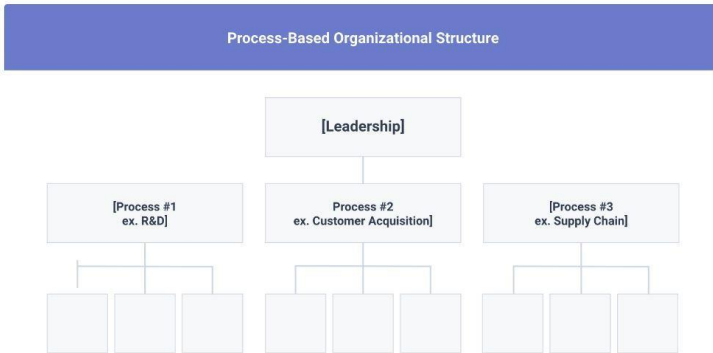 Process-Based Organizational Structure
[Leadership]
[Process #1
ex. R&D]
Process #2
ex. Customer Acquisition]
[Process #3
ex. Supply Chain]